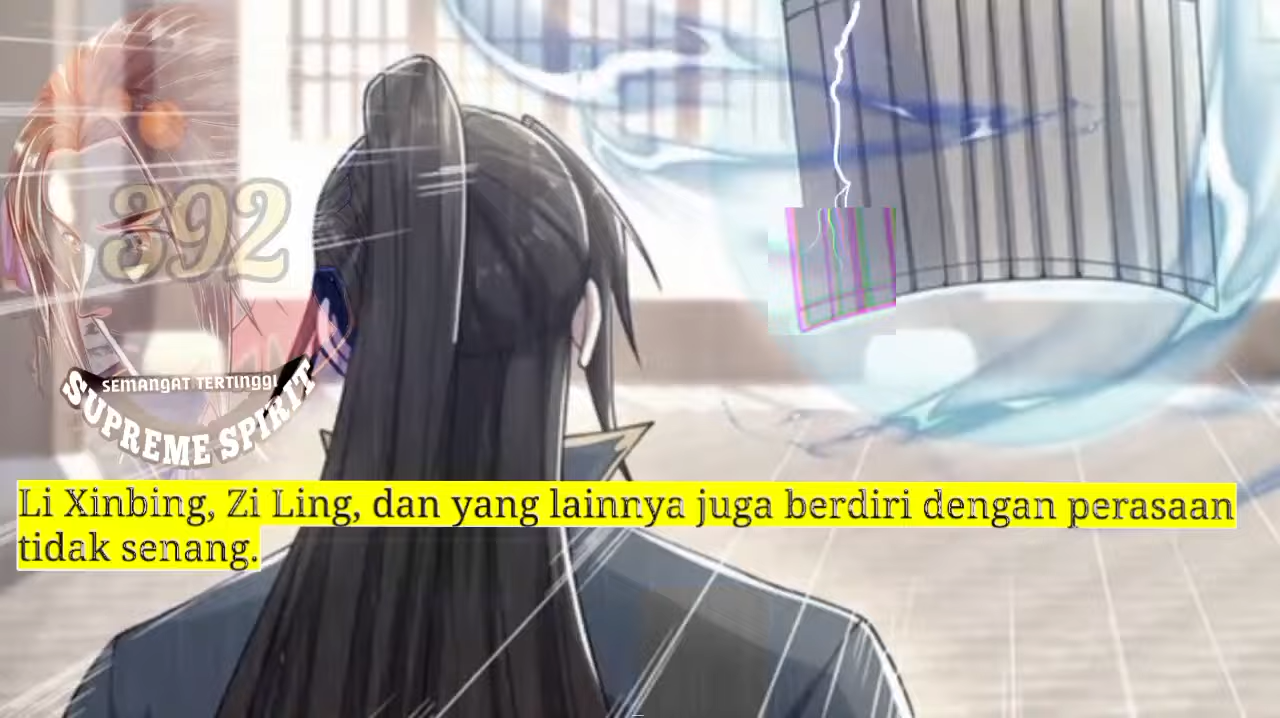 392
SEMANGAT TERTINGGI
SUPREME SPIRIT
Li Xinbing, Zi Ling, dan yang lainnya juga berdiri dengan perasaan
tidak senang.